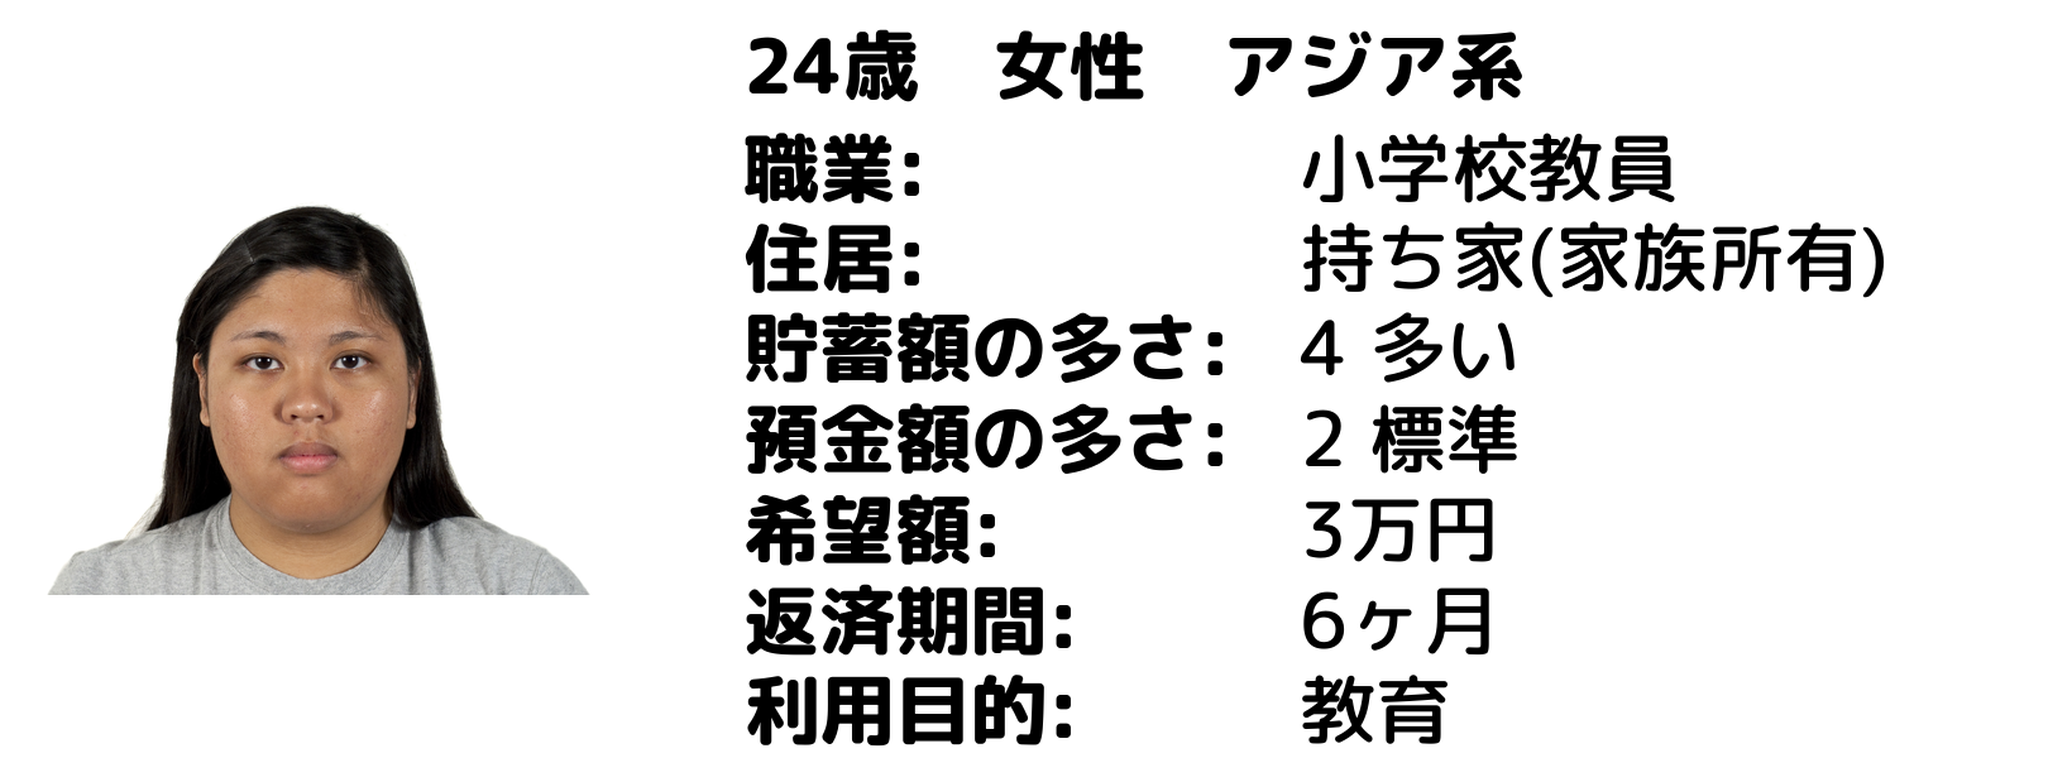 24歳　女性　アジア系
職業: 小学校教員
住居: 持ち家(家族所有)
貯蓄額の多さ: 4 多い
預金額の多さ: 2 標準
希望額: 3万円
返済期間: 6ヶ月
利用目的: 教育